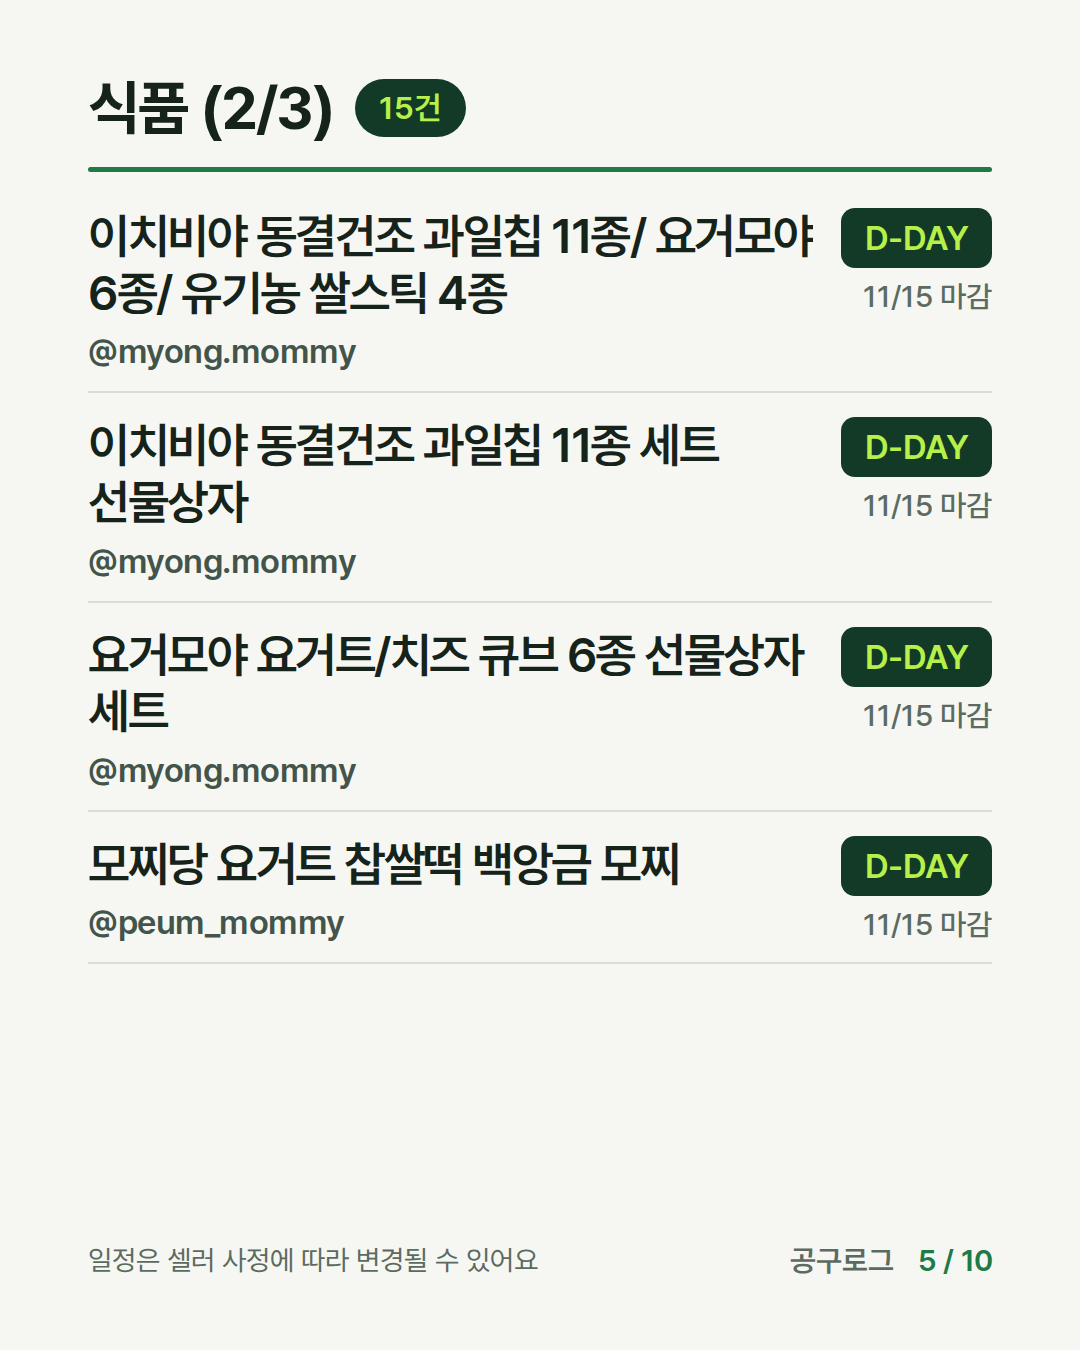 식품 (2/3) 15건
이치비야 동결건조 과일칩 11종/ 요거모야 D-DAY
6종/ 유기농 쌀스틱 4종 11/15 마감
@myong.mommy
이치비야 동결건조 과일칩 11종 세트 D-DAY
선물상자 11/15 마감
@myong.mommy
요거모야 요거트/치즈 큐브 6종 선물상자 D-DAY
세트 11/15 마감
@myong.mommy
모찌당 요거트 찹쌀떡 백앙금 모찌 D-DAY
@peum_mommy 11/15 마감
일정은 셀러 사정에 따라 변경될 수 있어요 공구로그 5 / 10